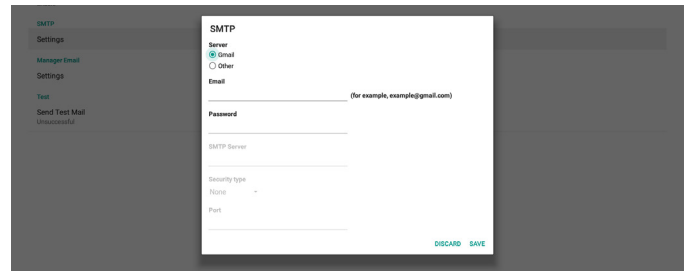 SMTP
Settings
Manager Email
Settings
Test
Send Test Mail
Unsuccessful
SMTP
Server
Gmail
Other
Email
(for example, example@gmail.com)
Password
SMTP Server
Security type
None
Port
DISCARD SAVE